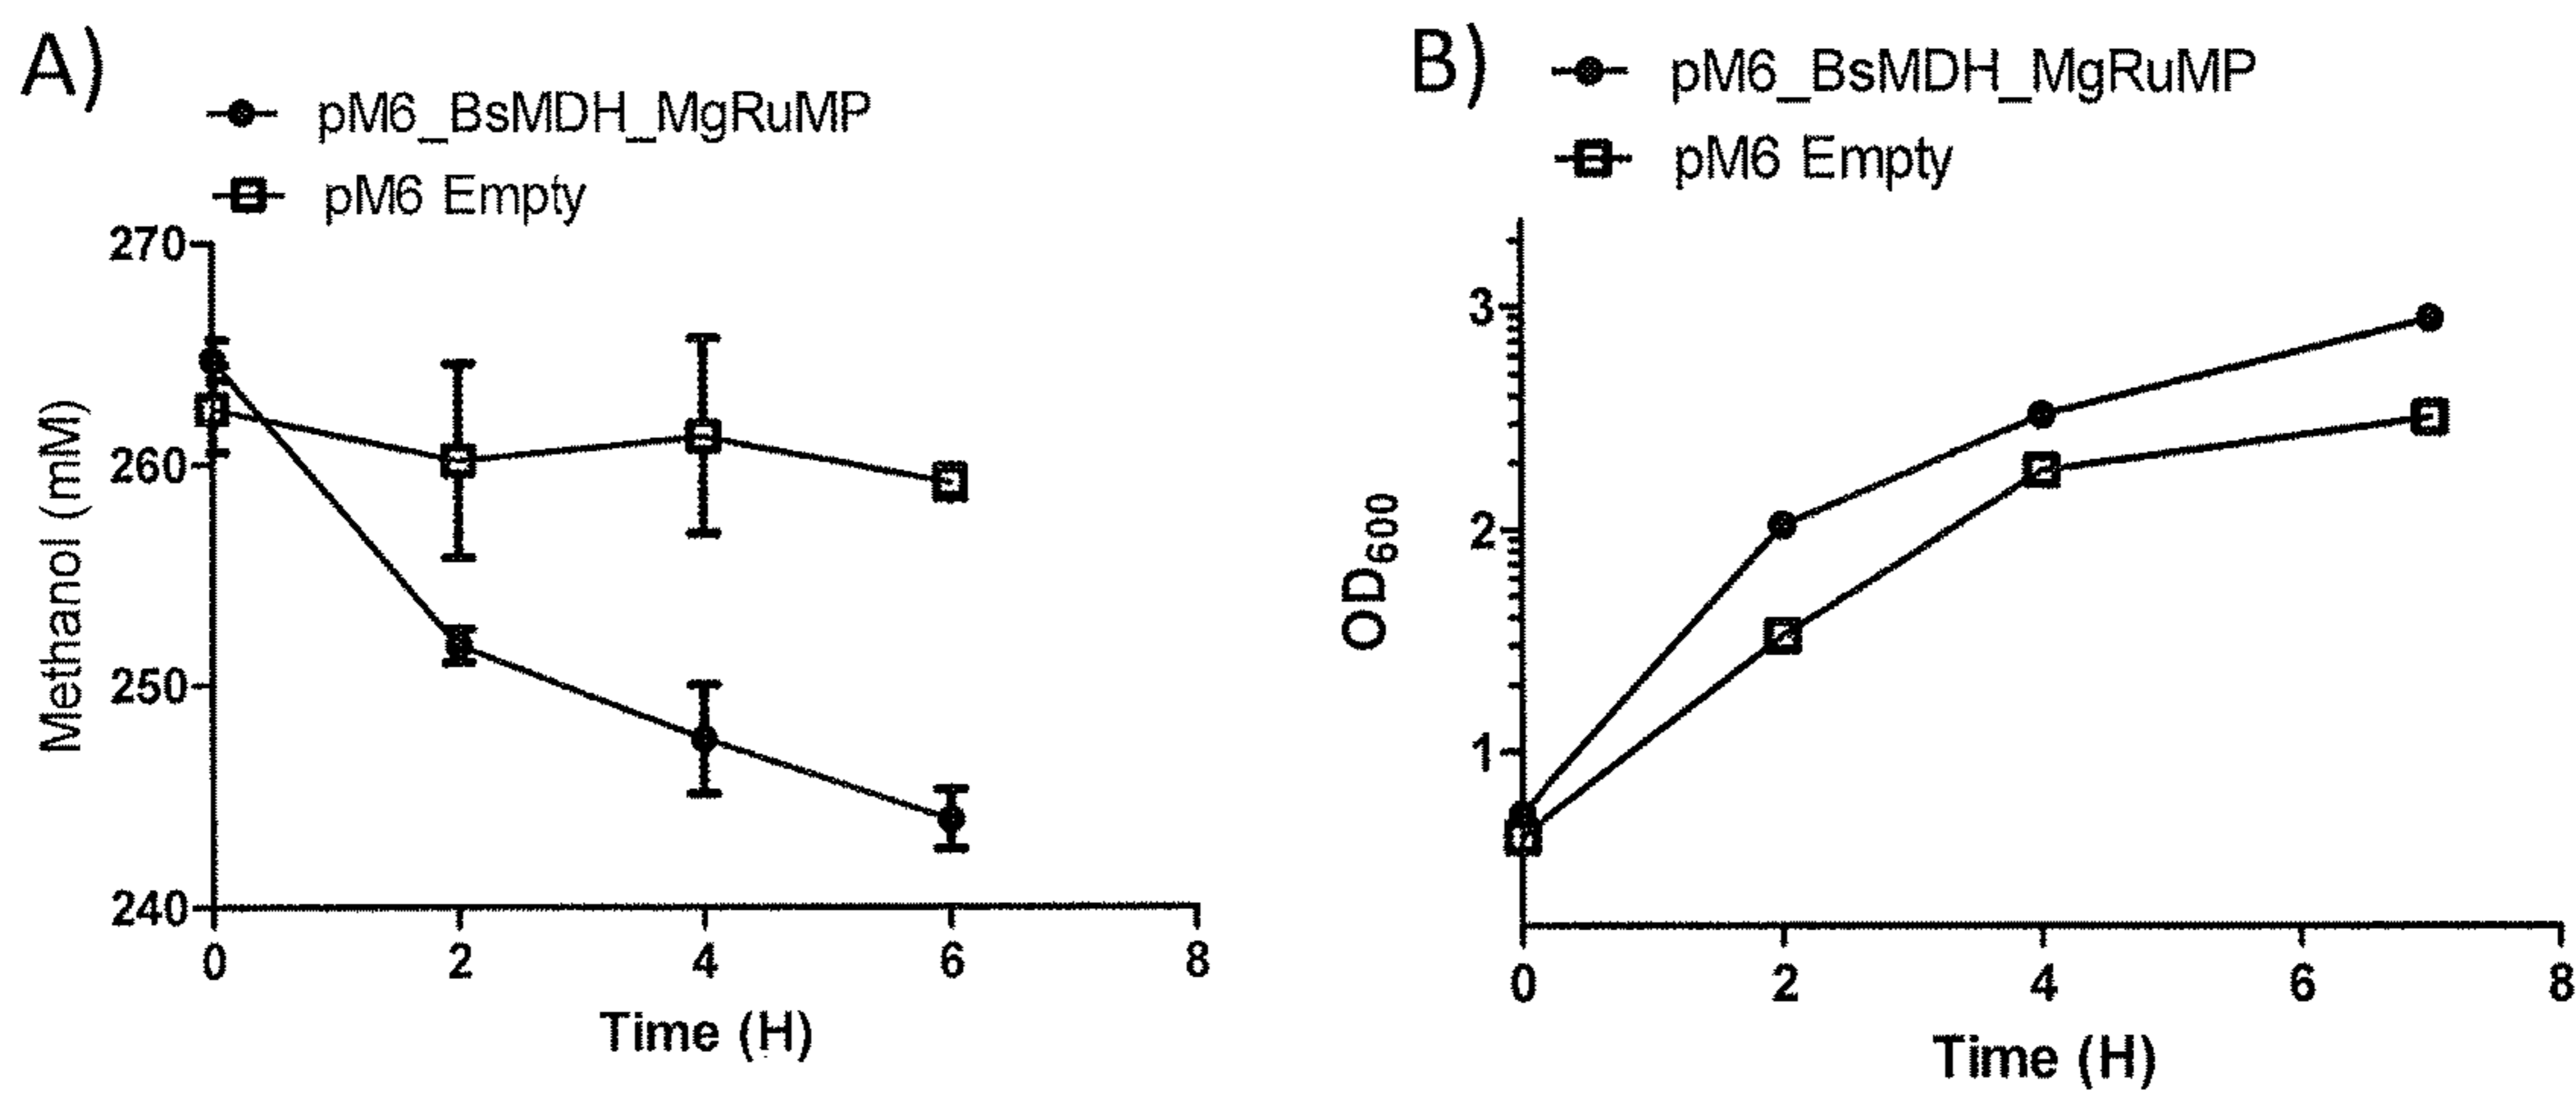 A)
pM6_BsMDH_MgRuMP
pM6 Empty
270
260
250
240
Methanol (mM)
0 2 4 6 8
Time (H)
B)
pM6_BsMDH_MgRuMP
pM6 Empty
3
2
1
OD600
0 2 4 6 8
Time (H)